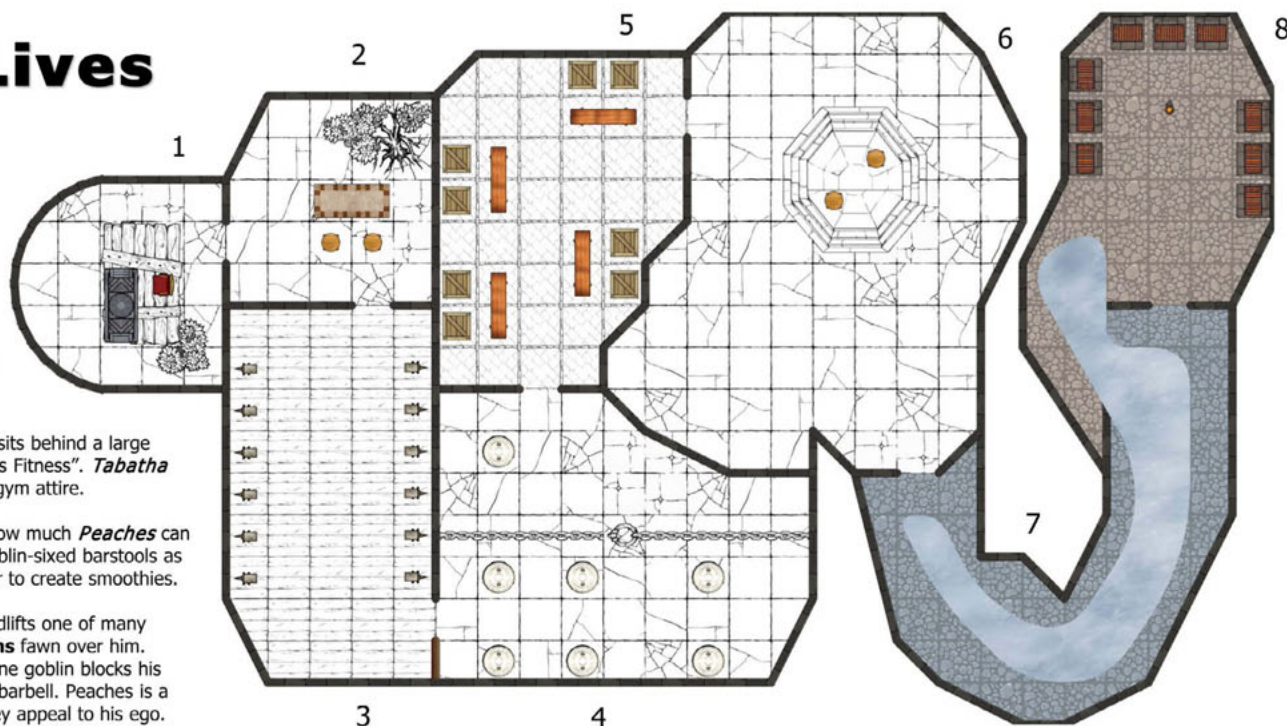 Lives
1
2
5
6
8
sits behind a large
s Fitness”. Tabatha
gym attire.
ow much Peaches can
blin-sixed barstools as
r to create smoothies.
dlifts one of many
ns fawn over him.
ne goblin blocks his
barbell. Peaches is a
ey appeal to his ego.
7
3
4